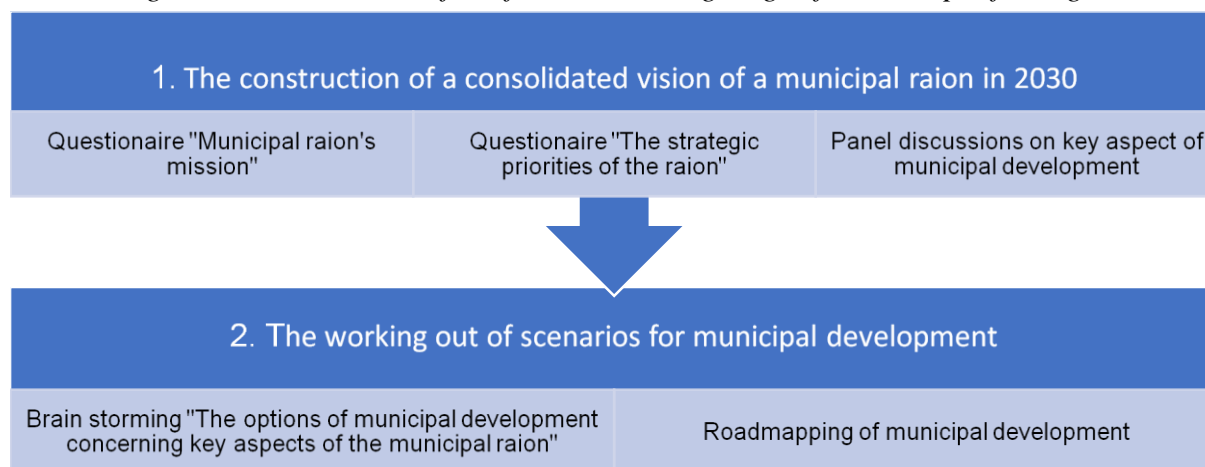 1. The construction of a consolidated vision of a municipal raion in 2030
Questionaire "Municipal raion's
mission"
Questionaire "The strategic
priorities of the raion"
Panel discussions on key aspect of
municipal development
2. The working out of scenarios for municipal development
Brain storming "The options of municipal development
concerning key aspects of the municipal raion"
Roadmapping of municipal development